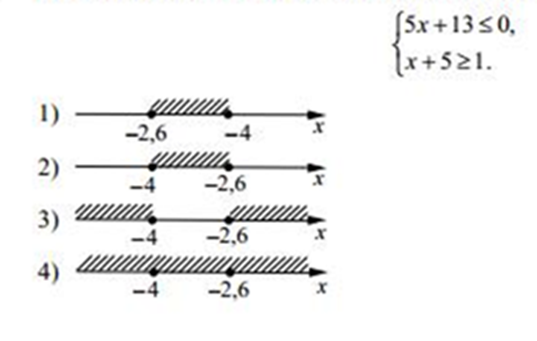 5x + 13 ≤ 0,
x + 5 ≥ 1.
1)
-2,6 -4 x
2)
-4 -2,6 x
3)
-4 -2,6 x
4)
-4 -2,6 x